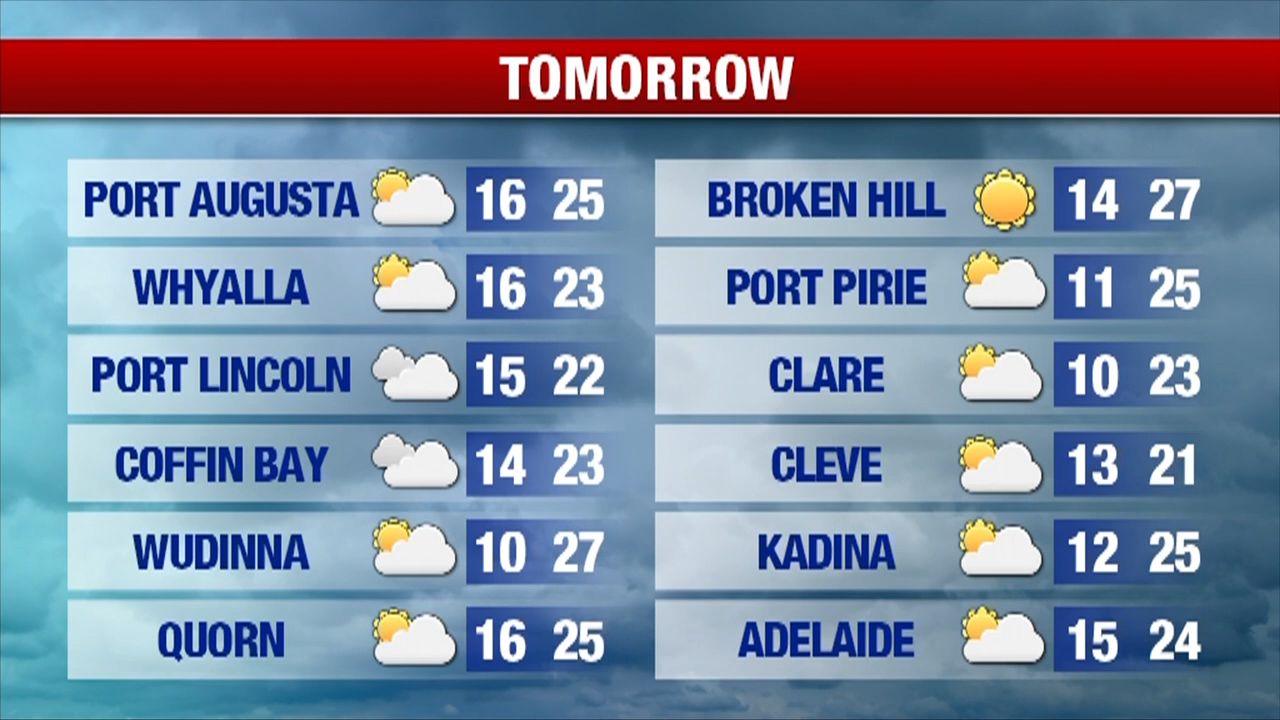 TOMORROW
PORT AUGUSTA 16 25
WHYALLA 16 23
PORT LINCOLN 15 22
COFFIN BAY 14 23
WUDINNA 10 27
QUORN 16 25
BROKEN HILL 14 27
PORT PIRIE 11 25
CLARE 10 23
CLEVE 13 21
KADINA 12 25
ADELAIDE 15 24